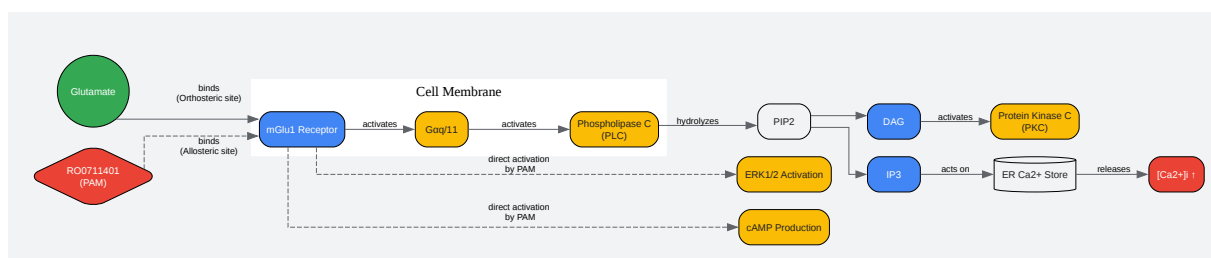 Cell Membrane
Glutamate
binds
(Orthosteric site)
RO0711401
(PAM)
binds
(Allosteric site)
mGlu1 Receptor
activates
Gαq/11
activates
Phospholipase C
(PLC)
hydrolyzes
PIP2
DAG
activates
Protein Kinase C
(PKC)
IP3
acts on
ER Ca2+ Store
releases
[Ca2+]i ↑
direct activation
by PAM
ERK1/2 Activation
direct activation
by PAM
cAMP Production